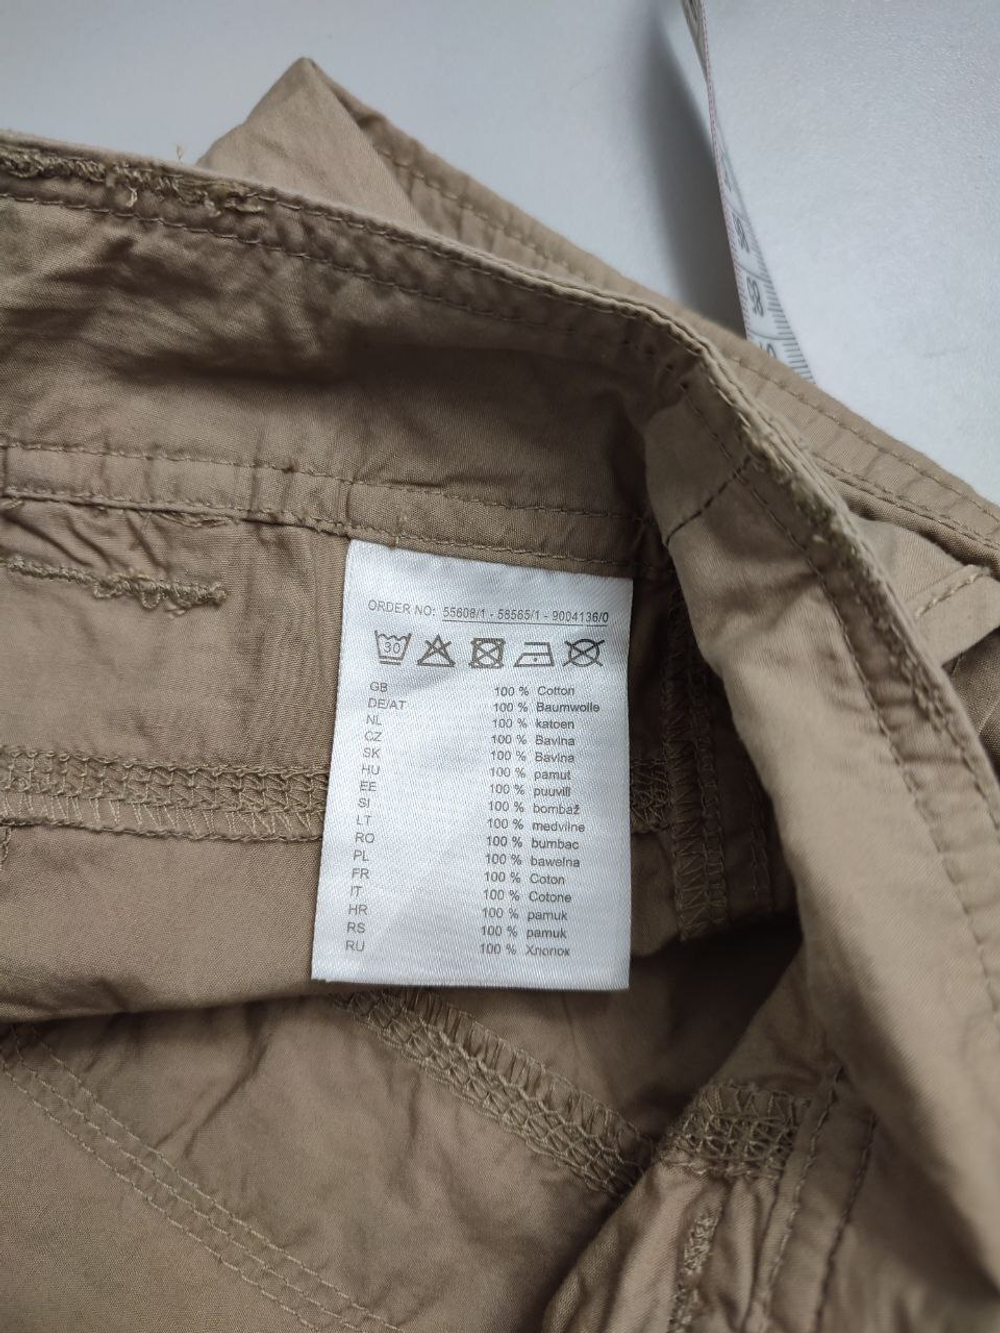 ORDER NO: 55608/1 - 58565/1 - 9004136/0
30
GB 100 % Cotton
DE/AT 100 % Baumwolle
NL 100 % katoen
CZ 100 % Bavlna
SK 100 % Bavlna
HU 100 % pamut
EE 100 % puuvill
SI 100 % bombaž
LT 100 % medvilne
RO 100 % bumbac
PL 100 % bawelna
FR 100 % Coton
IT 100 % Cotone
HR 100 % pamuk
RS 100 % pamuk
RU 100 % Хлопок